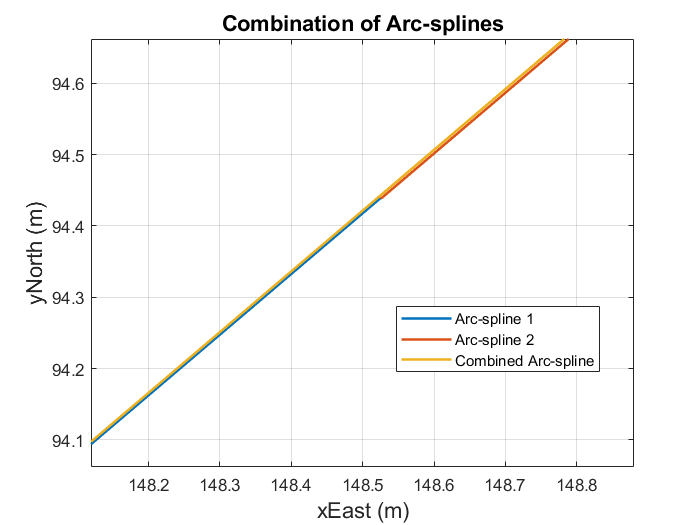 Combination of Arc-splines
yNorth (m)
94.6
94.5
94.4
94.3
94.2
94.1
Arc-spline 1
Arc-spline 2
Combined Arc-spline
148.2 148.3 148.4 148.5 148.6 148.7 148.8
xEast (m)